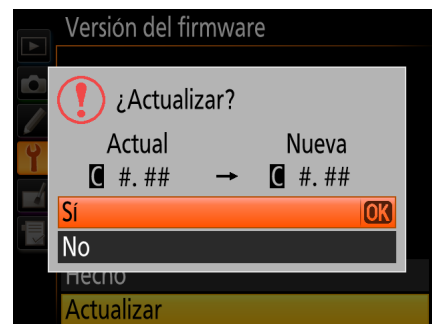 Versión del firmware
¿Actualizar?
Actual Nueva
C #.## → C #.##
Sí OK
No
Hecho
Actualizar